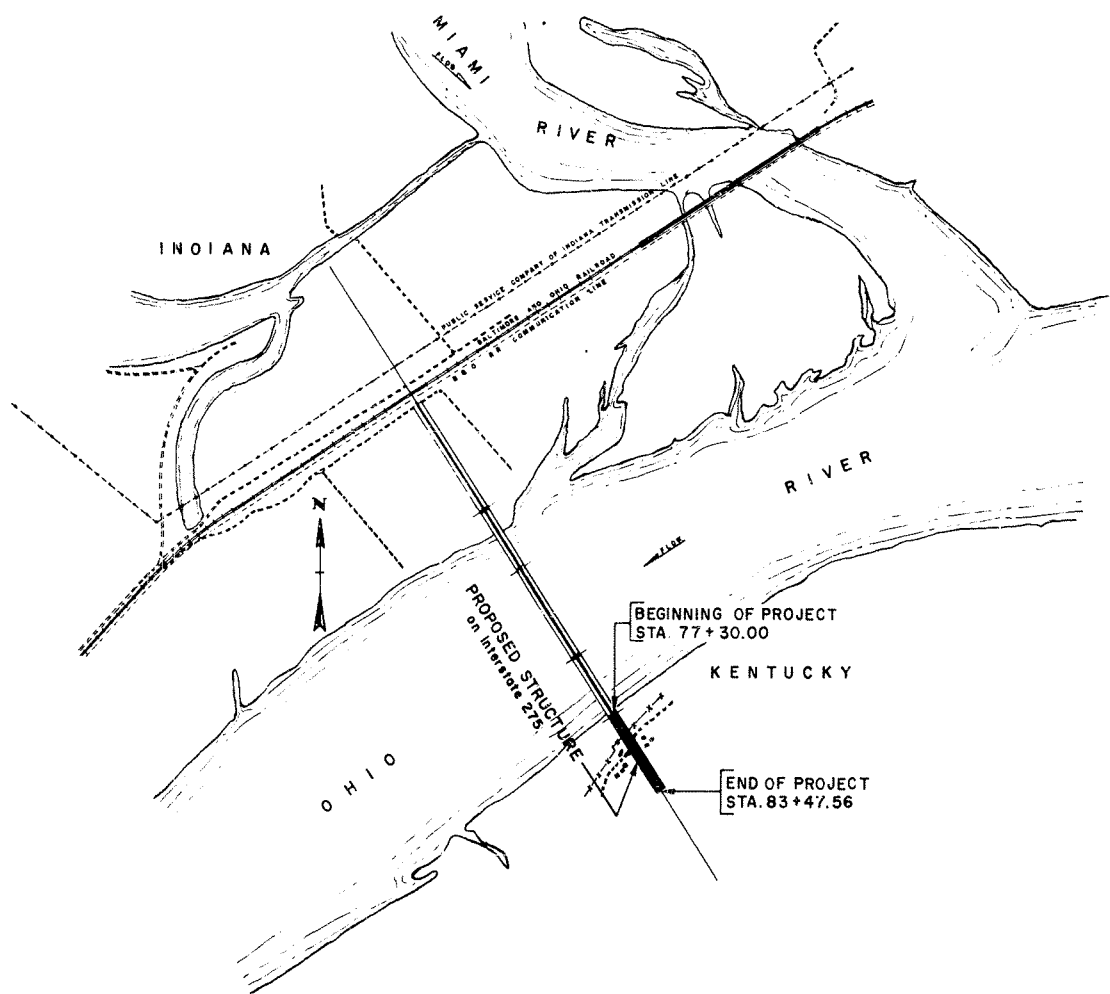 MIAMI
FLOW
RIVER
INDIANA
PUBLIC SERVICE COMPANY OF INDIANA TRANSMISSION LINE
BALTIMORE AND OHIO RAILROAD
B & O RR COMMUNICATION LINE
RIVER
N
FLOW
PROPOSED STRUCTURE
on Interstate 275
BEGINNING OF PROJECT
STA. 77+30.00
KENTUCKY
OHIO
END OF PROJECT
STA. 83+47.56